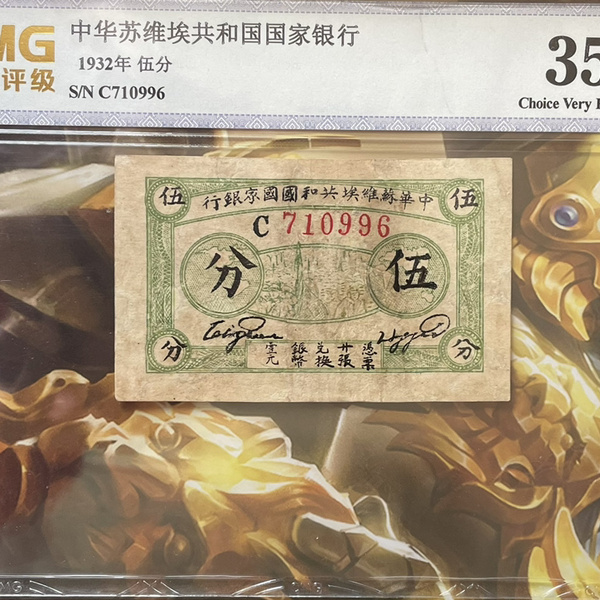 MG
评级
中华苏维埃共和国国家银行
1932年 伍分
S/N C710996
35
Choice Very
伍 行銀家國國和共埃維蘇華中 伍
C 710996
分 伍
分 憑票廿張兌換銀幣壹元 分